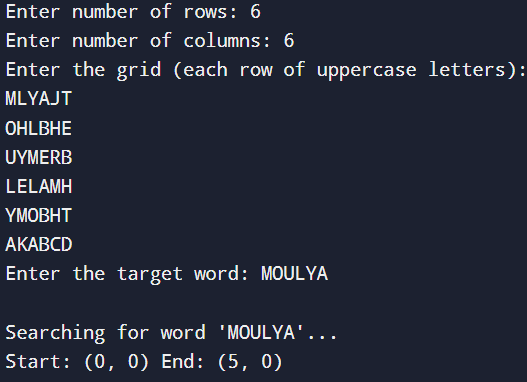 Enter number of rows: 6
Enter number of columns: 6
Enter the grid (each row of uppercase letters):
MLYAJT
OHLBHE
UYMERB
LELAMH
YMOBHT
AKABCD
Enter the target word: MOULYA
Searching for word 'MOULYA'...
Start: (0, 0) End: (5, 0)